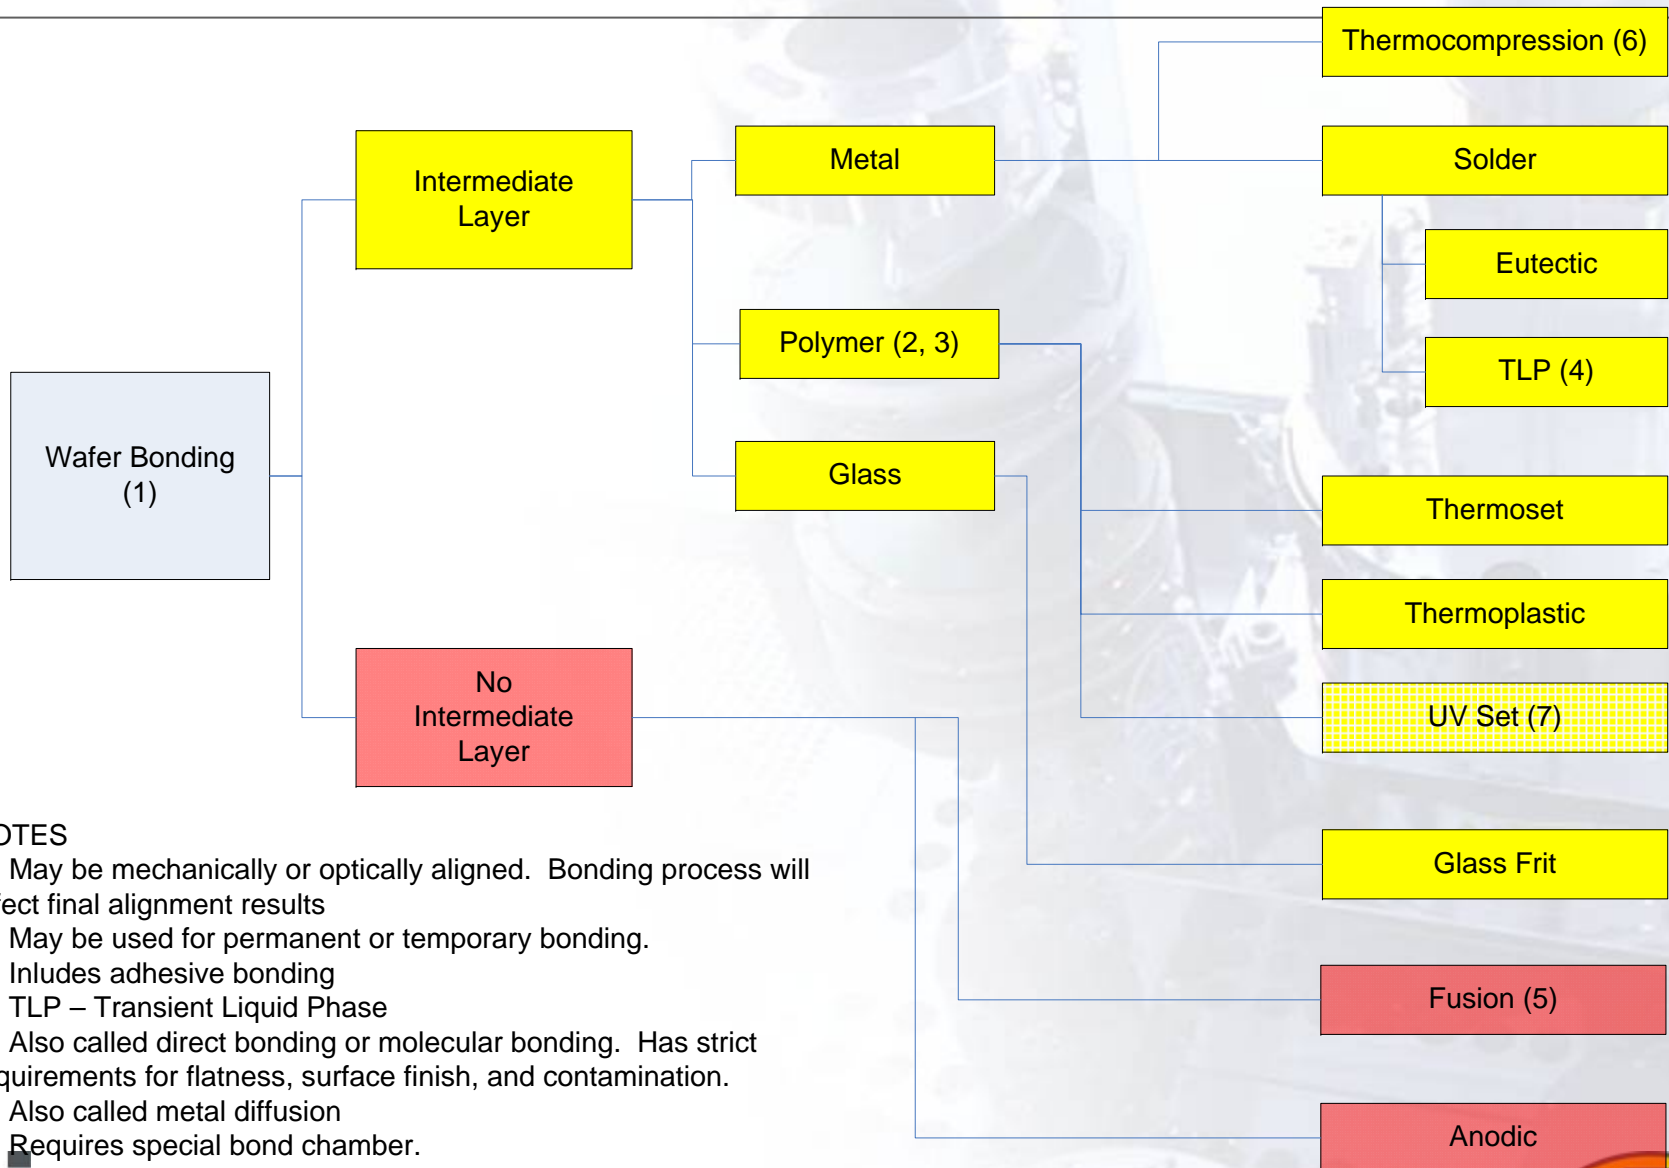 Thermocompression (6)
Metal
Solder
Intermediate
Layer
Eutectic
Polymer (2, 3)
TLP (4)
Wafer Bonding
(1)
Glass
Thermoset
Thermoplastic
No
Intermediate
Layer
UV Set (7)
Glass Frit
Fusion (5)
Anodic
OTES
May be mechanically or optically aligned.  Bonding process will
fect final alignment results
May be used for permanent or temporary bonding.
Inludes adhesive bonding
TLP – Transient Liquid Phase
Also called direct bonding or molecular bonding.  Has strict
quirements for flatness, surface finish, and contamination.
Also called metal diffusion
Requires special bond chamber.